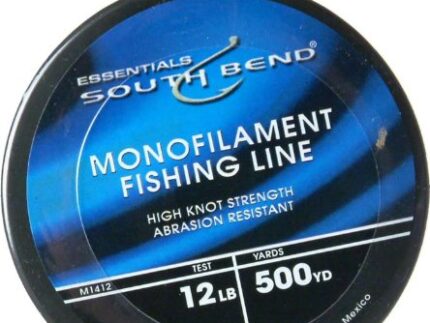 ESSENTIALS
SOUTH BEND®
MONOFILAMENT
FISHING LINE
HIGH KNOT STRENGTH
ABRASION RESISTANT
M1412
TEST
12LB
YARDS
500YD
Mexico